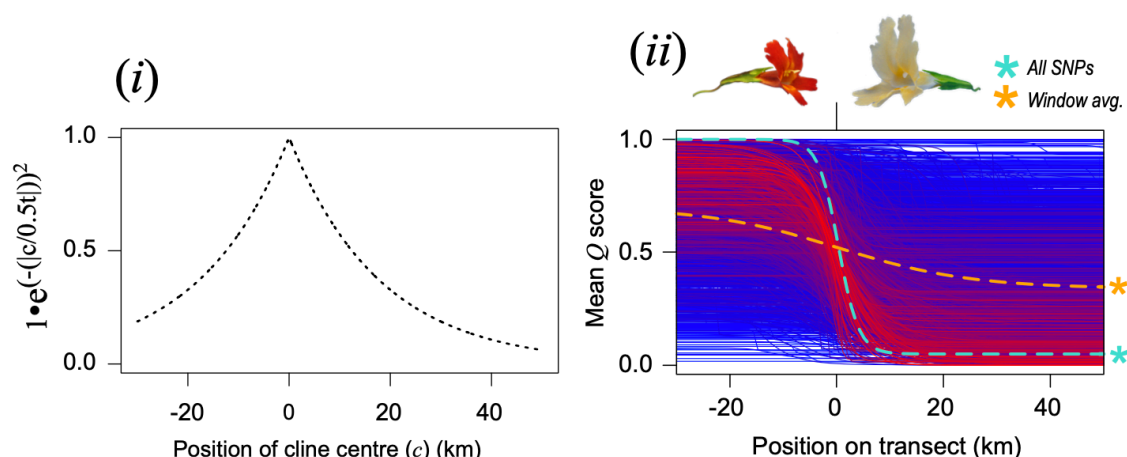 (i)
1•e(-(|c/0.5t|))2
1.0
0.5
0.0
-20 0 20 40
Position of cline centre (c) (km)
(ii)
All SNPs
Window avg.
Mean Q score
1.0
0.5
0.0
-20 0 20 40
Position on transect (km)